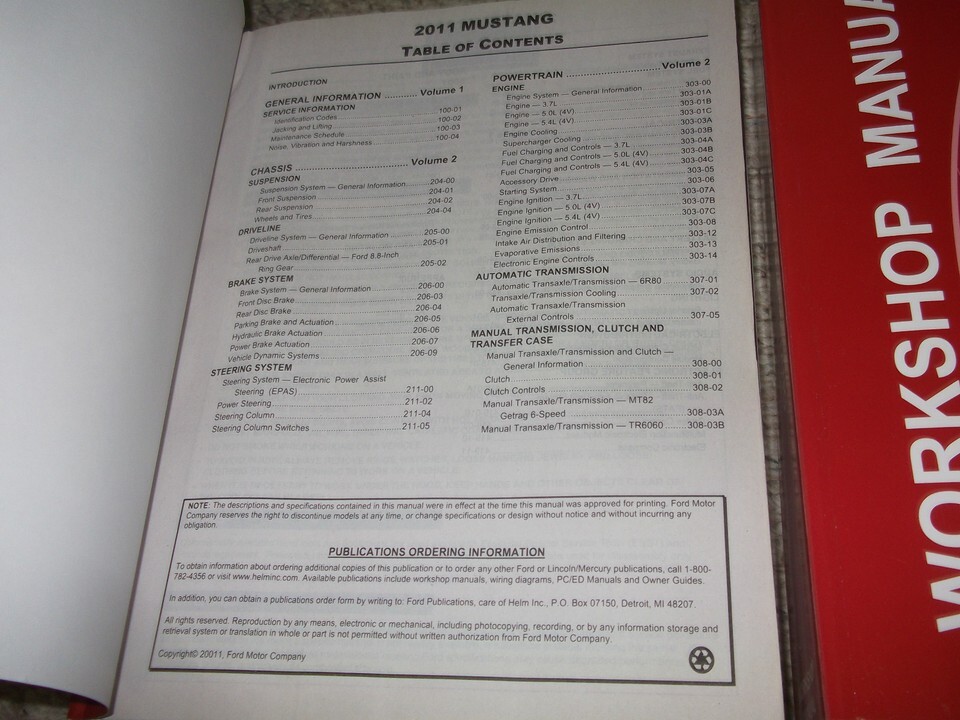 2011 MUSTANG
TABLE OF CONTENTS
INTRODUCTION
GENERAL INFORMATION ........... Volume 1
SERVICE INFORMATION
Identification Codes 100-01
Jacking and Lifting 100-02
Maintenance Schedule 100-03
Noise, Vibration and Harshness 100-04
CHASSIS ................................ Volume 2
SUSPENSION
Suspension System — General Information 204-00
Front Suspension 204-01
Rear Suspension 204-02
Wheels and Tires 204-04
DRIVELINE
Driveline System — General Information 205-00
Driveshaft 205-01
Rear Drive Axle/Differential — Ford 8.8-Inch
Ring Gear 205-02
BRAKE SYSTEM
Brake System — General Information 206-00
Front Disc Brake 206-03
Rear Disc Brake 206-04
Parking Brake and Actuation 206-05
Hydraulic Brake Actuation 206-06
Power Brake Actuation 206-07
Vehicle Dynamic Systems 206-09
STEERING SYSTEM
Steering System — Electronic Power Assist
Steering (EPAS) 211-00
Power Steering 211-02
Steering Column 211-04
Steering Column Switches 211-05
POWERTRAIN ........................ Volume 2
ENGINE
Engine System — General Information 303-00
Engine — 3.7L 303-01A
Engine — 5.0L (4V) 303-01B
Engine — 5.4L (4V) 303-01C
Engine Cooling 303-03A
Supercharger Cooling 303-03B
Fuel Charging and Controls — 3.7L 303-04A
Fuel Charging and Controls — 5.0L (4V) 303-04B
Fuel Charging and Controls — 5.4L (4V) 303-04C
Accessory Drive 303-05
Starting System 303-06
Engine Ignition — 3.7L 303-07A
Engine Ignition — 5.0L (4V) 303-07B
Engine Ignition — 5.4L (4V) 303-07C
Engine Emission Control 303-08
Intake Air Distribution and Filtering 303-12
Evaporative Emissions 303-13
Electronic Engine Controls 303-14
AUTOMATIC TRANSMISSION
Automatic Transaxle/Transmission — 6R80 307-01
Transaxle/Transmission Cooling 307-02
Automatic Transaxle/Transmission
External Controls 307-05
MANUAL TRANSMISSION, CLUTCH AND
TRANSFER CASE
Manual Transaxle/Transmission and Clutch —
General Information 308-00
Clutch 308-01
Clutch Controls 308-02
Manual Transaxle/Transmission — MT82
Getrag 6-Speed 308-03A
Manual Transaxle/Transmission — TR6060 308-03B
NOTE: The descriptions and specifications contained in this manual were in effect at the time this manual was approved for printing. Ford Motor
Company reserves the right to discontinue models at any time, or change specifications or design without notice and without incurring any
obligation.
PUBLICATIONS ORDERING INFORMATION
To obtain information about ordering additional copies of this publication or to order any other Ford or Lincoln/Mercury publications, call 1-800-
782-4356 or visit www.helminc.com. Available publications include workshop manuals, wiring diagrams, PC/ED Manuals and Owner Guides.
In addition, you can obtain a publications order form by writing to: Ford Publications, care of Helm Inc., P.O. Box 07150, Detroit, MI 48207.
All rights reserved. Reproduction by any means, electronic or mechanical, including photocopying, recording, or by any information storage and
retrieval system or translation in whole or part is not permitted without written authorization from Ford Motor Company.
Copyright© 20011, Ford Motor Company
WORKSHOP MANUA